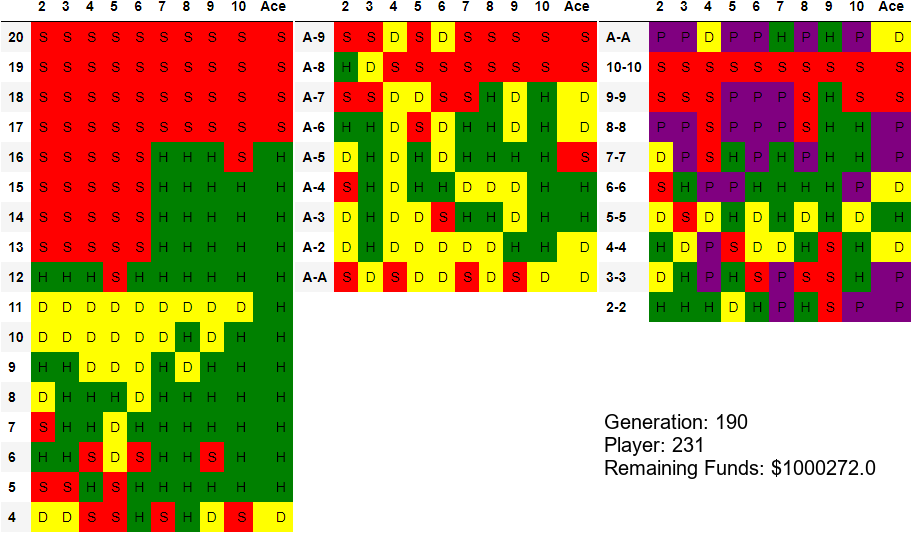 2 3 4 5 6 7 8 9 10 Ace
20 S S S S S S S S S S
19 S S S S S S S S S S
18 S S S S S S S S S S
17 S S S S S S S S S S
16 S S S S S H H H S H
15 S S S S S H H H H H
14 S S S S S H H H H H
13 S S S S S H H H H H
12 H H H S H H H H H H
11 D D D D D D D D D H
10 D D D D D D H D H H
9 H H D D D H D H H H
8 D H H H D H H H H H
7 S H H D H H H H H H
6 H H S D S H H S H H
5 S S H S H H H H H H
4 D D S S H S H D S D
2 3 4 5 6 7 8 9 10 Ace
A-9 S S D S D S S S S S
A-8 H D S S S S S S S S
A-7 S S D D S S H D H D
A-6 H H D S D H H D H D
A-5 D H D H D H H H H S
A-4 S H D H H D D D H H
A-3 D H D D S H H D H H
A-2 D H D D D D D H H D
A-A S D S D D S D S D D
2 3 4 5 6 7 8 9 10 Ace
A-A P P D P P H P H P D
10-10 S S S S S S S S S S
9-9 S S S P P P S H S S
8-8 P P S P P P S H H P
7-7 D P S H P H P H H P
6-6 S H P P H H H H P D
5-5 D S D H D H D H D H
4-4 H D P S D D H S H D
3-3 D H P H S P S S H P
2-2 H H H D H P H S P P
Generation: 190
Player: 231
Remaining Funds: $1000272.0